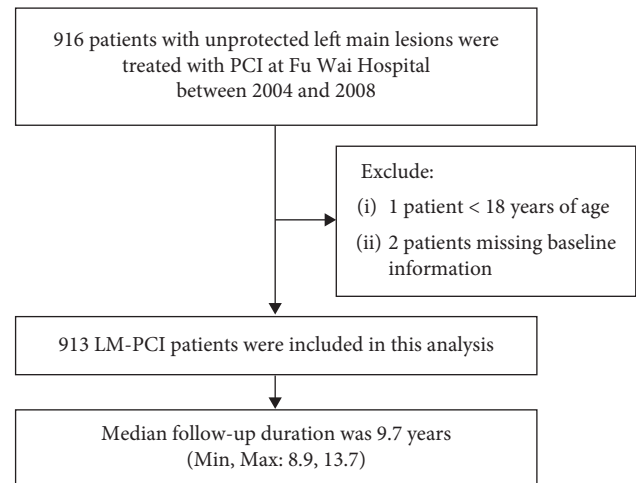 916 patients with unprotected left main lesions were
treated with PCI at Fu Wai Hospital
between 2004 and 2008
Exclude:
(i) 1 patient < 18 years of age
(ii) 2 patients missing baseline
information
913 LM-PCI patients were included in this analysis
Median follow-up duration was 9.7 years
(Min, Max: 8.9, 13.7)